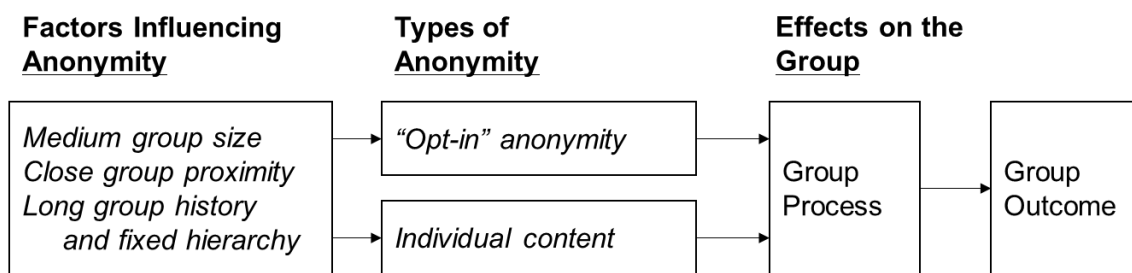 Factors Influencing
Anonymity
Types of
Anonymity
Effects on the
Group
Medium group size
Close group proximity
Long group history
and fixed hierarchy
“Opt-in” anonymity
Individual content
Group
Process
Group
Outcome